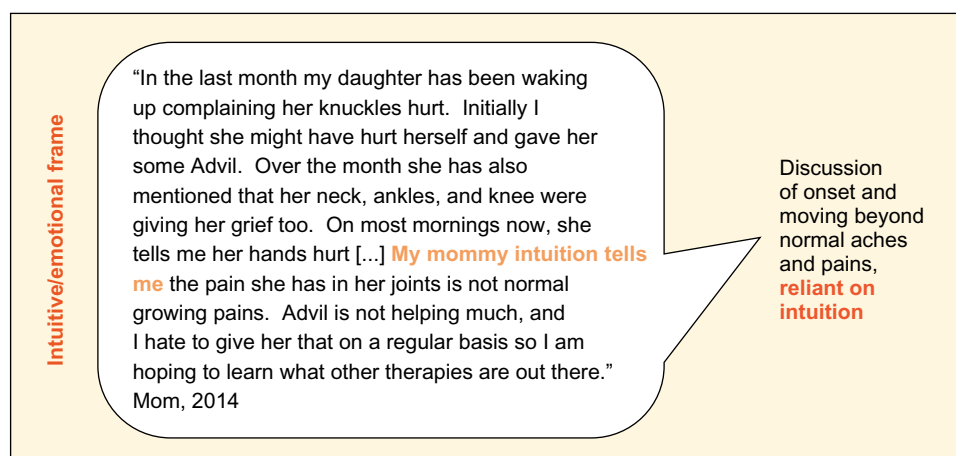 Intuitive/emotional frame
“In the last month my daughter has been waking
up complaining her knuckles hurt.  Initially I
thought she might have hurt herself and gave her
some Advil.  Over the month she has also
mentioned that her neck, ankles, and knee were
giving her grief too.  On most mornings now, she
tells me her hands hurt [...] My mommy intuition tells
me the pain she has in her joints is not normal
growing pains.  Advil is not helping much, and
I hate to give her that on a regular basis so I am
hoping to learn what other therapies are out there.”
Mom, 2014
Discussion
of onset and
moving beyond
normal aches
and pains,
reliant on
intuition